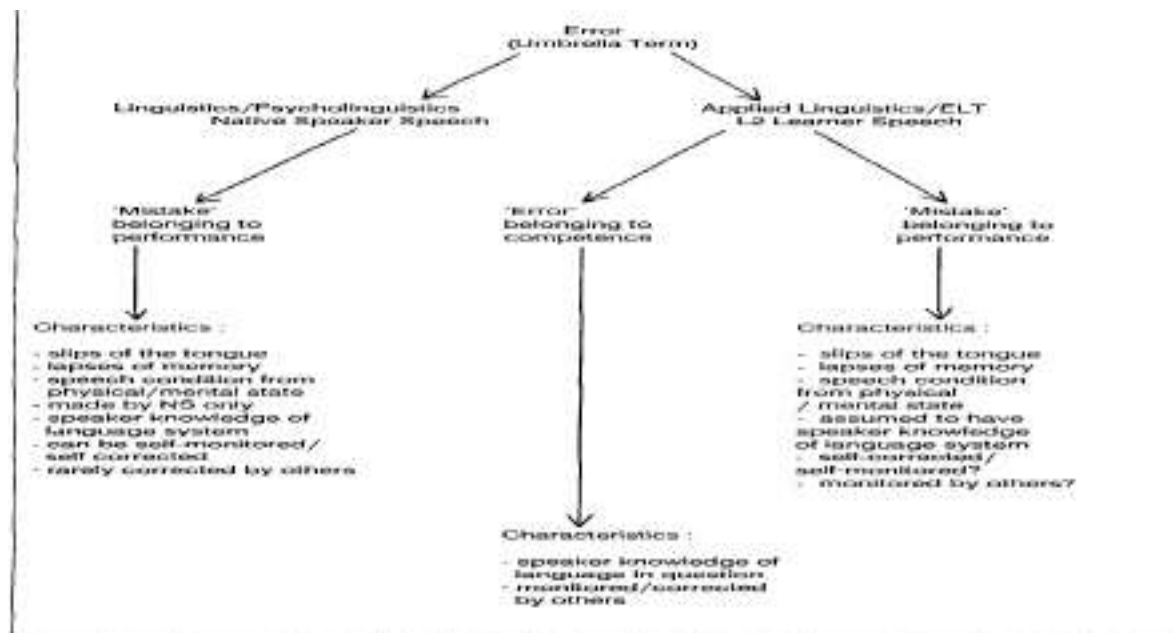 Error
(Umbrella Term)
Linguistics/Psycholinguistics
Native Speaker Speech
Applied Linguistics/ELT
L2 Learner Speech
'Mistake'
belonging to
performance
'Error'
belonging to
competence
'Mistake'
belonging to
performance
Characteristics :
- slips of the tongue
- lapses of memory
- speech condition from
physical/mental state
- made by NS only
- speaker knowledge of
language system
- can be self-monitored/
self corrected
- rarely corrected by others
Characteristics :
- slips of the tongue
- lapses of memory
- speech condition
from physical
/ mental state
- assumed to have
speaker knowledge
of language system
- self-corrected/
self-monitored?
- monitored by others?
Characteristics :
- speaker knowledge of
language in question
- monitored/corrected
by others